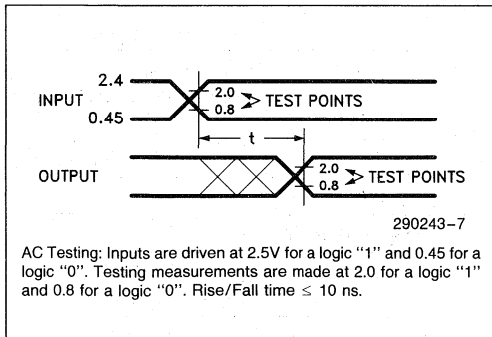 2.4
INPUT
0.45
2.0
0.8
TEST POINTS
t
OUTPUT
2.0
0.8
TEST POINTS
290243-7
AC Testing: Inputs are driven at 2.5V for a logic "1" and 0.45 for a
logic "0". Testing measurements are made at 2.0 for a logic "1"
and 0.8 for a logic "0". Rise/Fall time ≤ 10 ns.